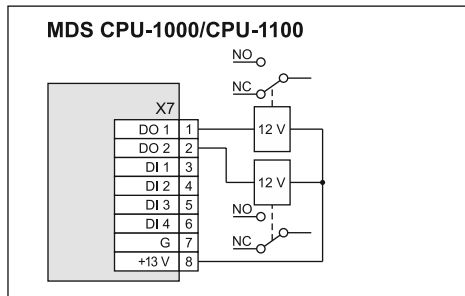 MDS CPU-1000/CPU-1100
NO
NC
X7
DO 1 1 12 V
DO 2 2
DI 1 3
DI 2 4 12 V
DI 3 5
DI 4 6 NO
G 7
+13 V 8 NC